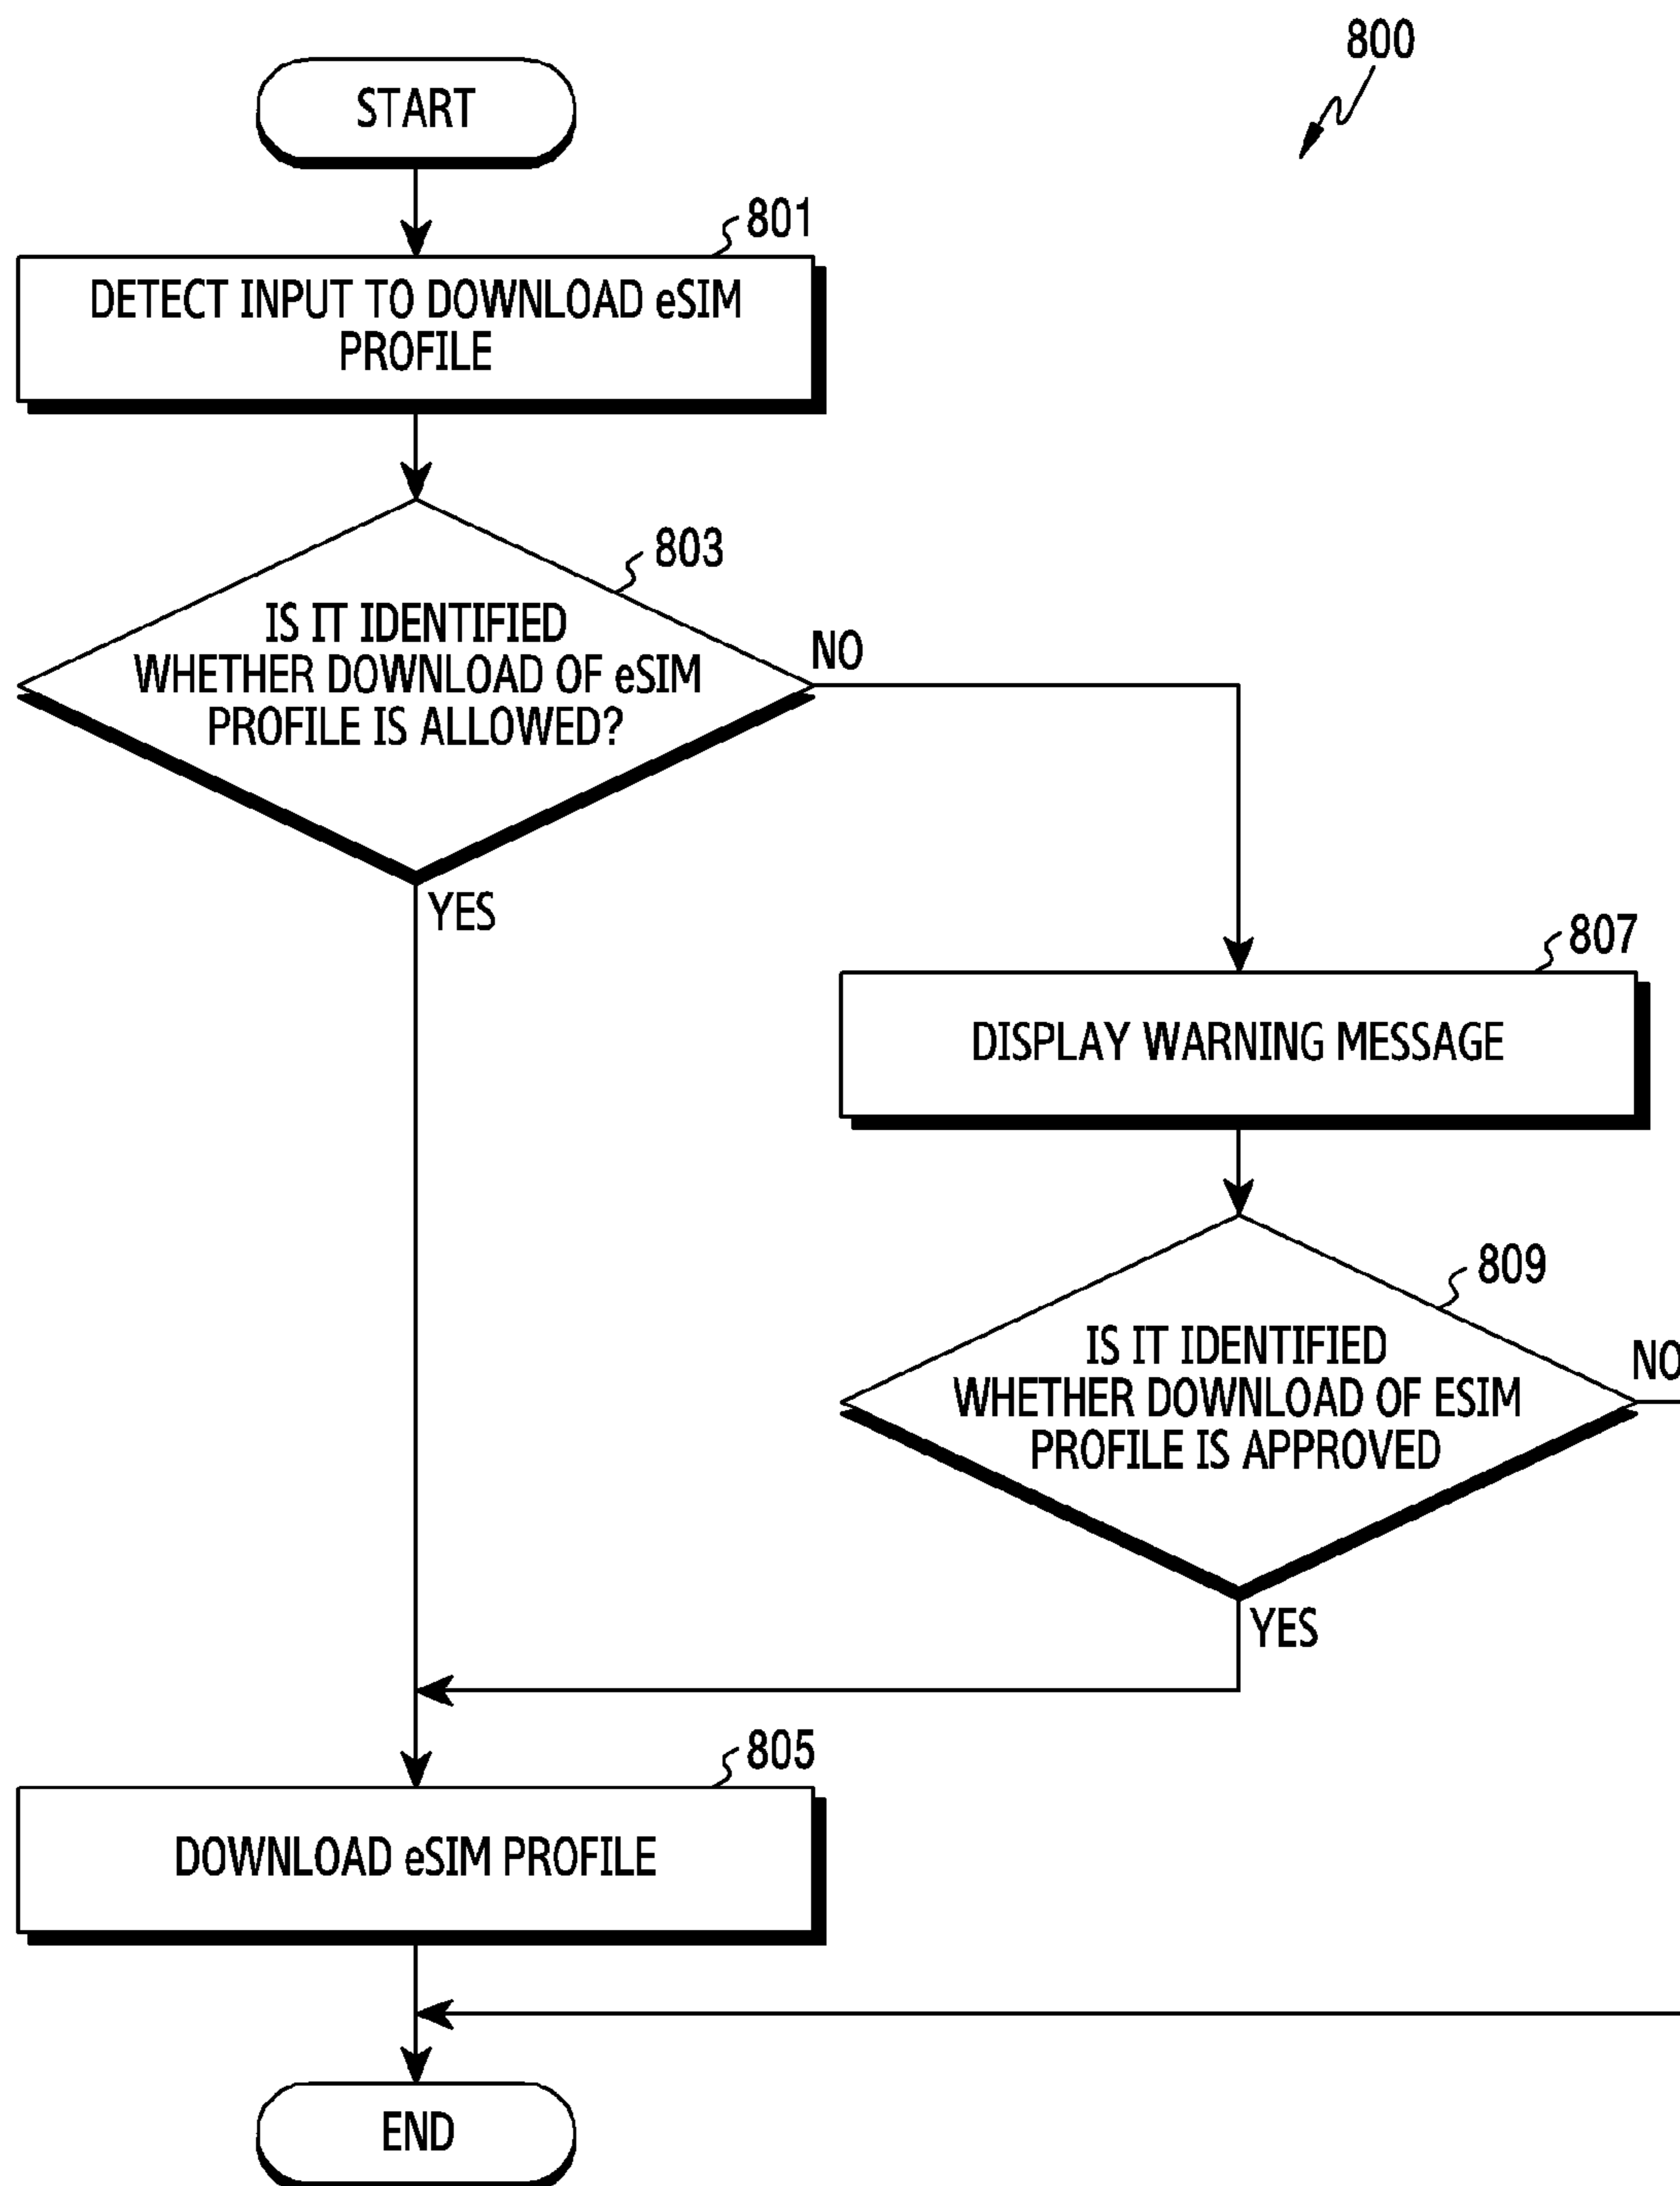 800
START
801
DETECT INPUT TO DOWNLOAD eSIM
PROFILE
803
IS IT IDENTIFIED
WHETHER DOWNLOAD OF eSIM
PROFILE IS ALLOWED?
NO
YES
807
DISPLAY WARNING MESSAGE
809
IS IT IDENTIFIED
WHETHER DOWNLOAD OF ESIM
PROFILE IS APPROVED
NO
YES
805
DOWNLOAD eSIM PROFILE
END